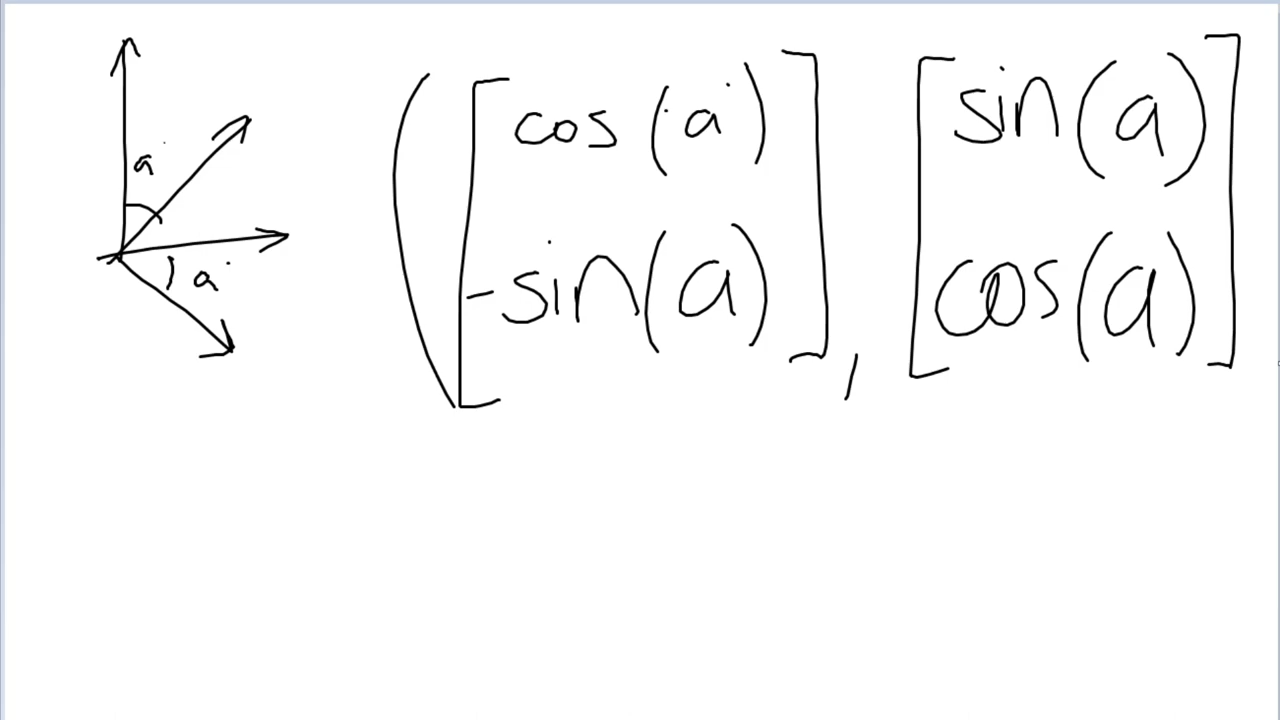 a
a
( [ cos(a) ] , [ sin(a) ]
[ -sin(a) ] [ cos(a) ]